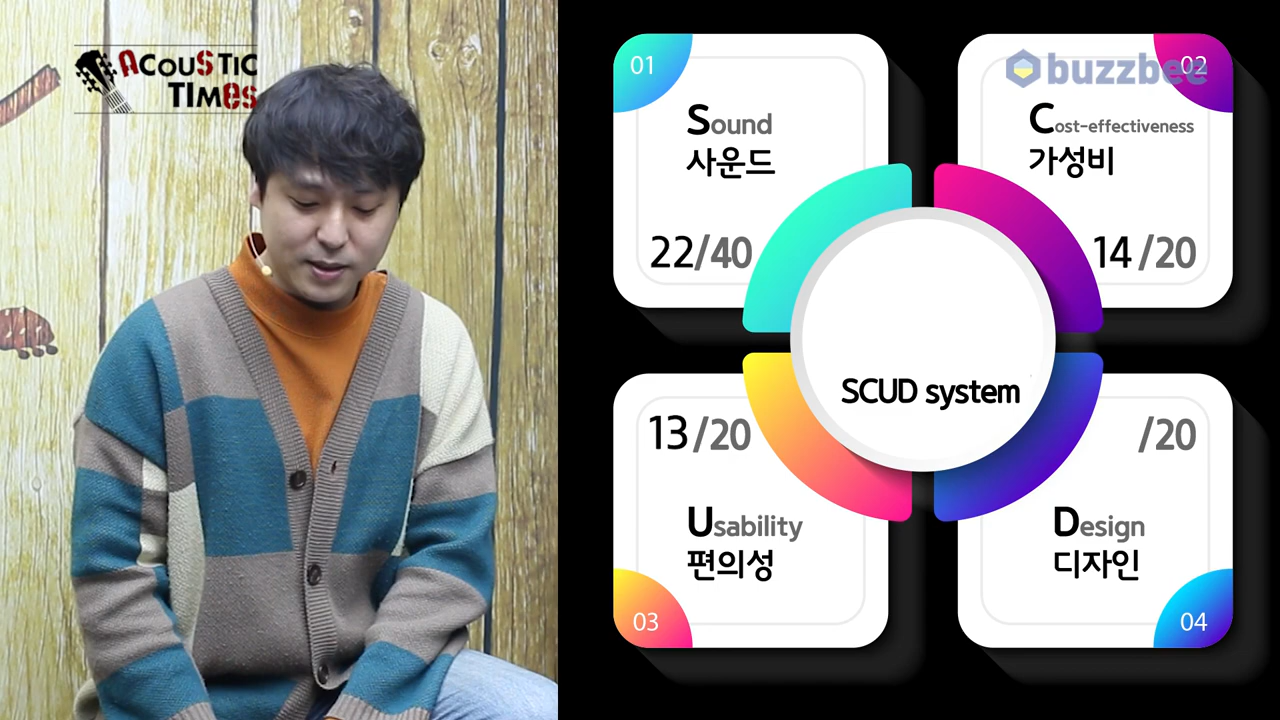 ACOUSTIC
TIMES
buzzbee
01
Sound
사운드
22/40
02
Cost-effectiveness
가성비
14 /20
SCUD system
13/20
Usability
편의성
03
/20
Design
디자인
04